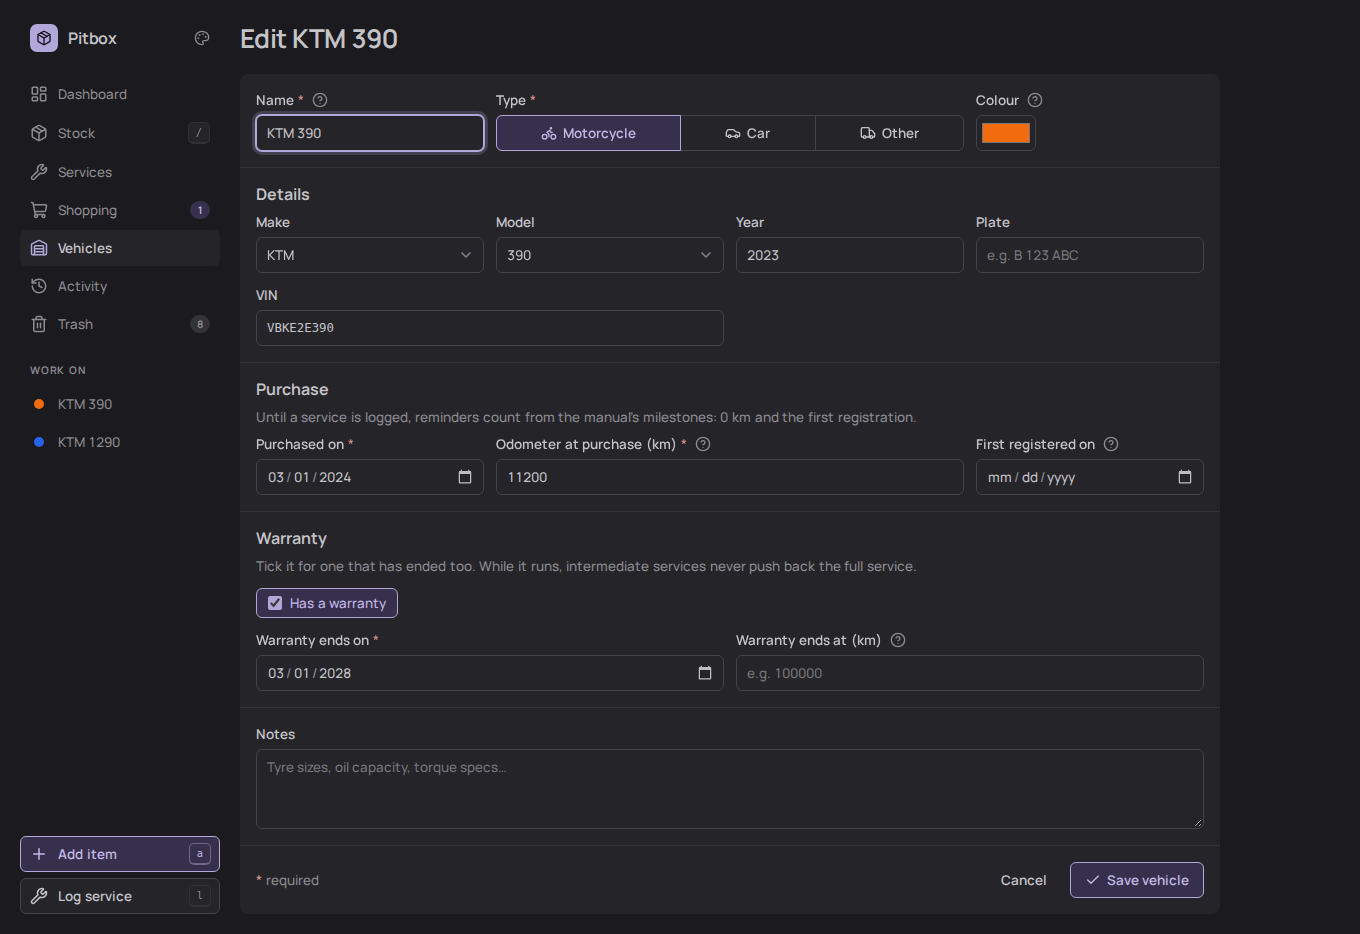 Pitbox
Edit KTM 390
Dashboard
Stock /
Services
Shopping 1
Vehicles
Activity
Trash 8
WORK ON
KTM 390
KTM 1290
Add item a
Log service l
Name * ?
Type *
Colour ?
KTM 390
Motorcycle
Car
Other
Details
Make
Model
Year
Plate
KTM
390
2023
e.g. B 123 ABC
VIN
VBKE2E390
Purchase
Until a service is logged, reminders count from the manual's milestones: 0 km and the first registration.
Purchased on *
Odometer at purchase (km) * ?
First registered on ?
03/01/2024
11200
mm/dd/yyyy
Warranty
Tick it for one that has ended too. While it runs, intermediate services never push back the full service.
Has a warranty
Warranty ends on *
Warranty ends at (km) ?
03/01/2028
e.g. 100000
Notes
Tyre sizes, oil capacity, torque specs…
* required
Cancel
Save vehicle